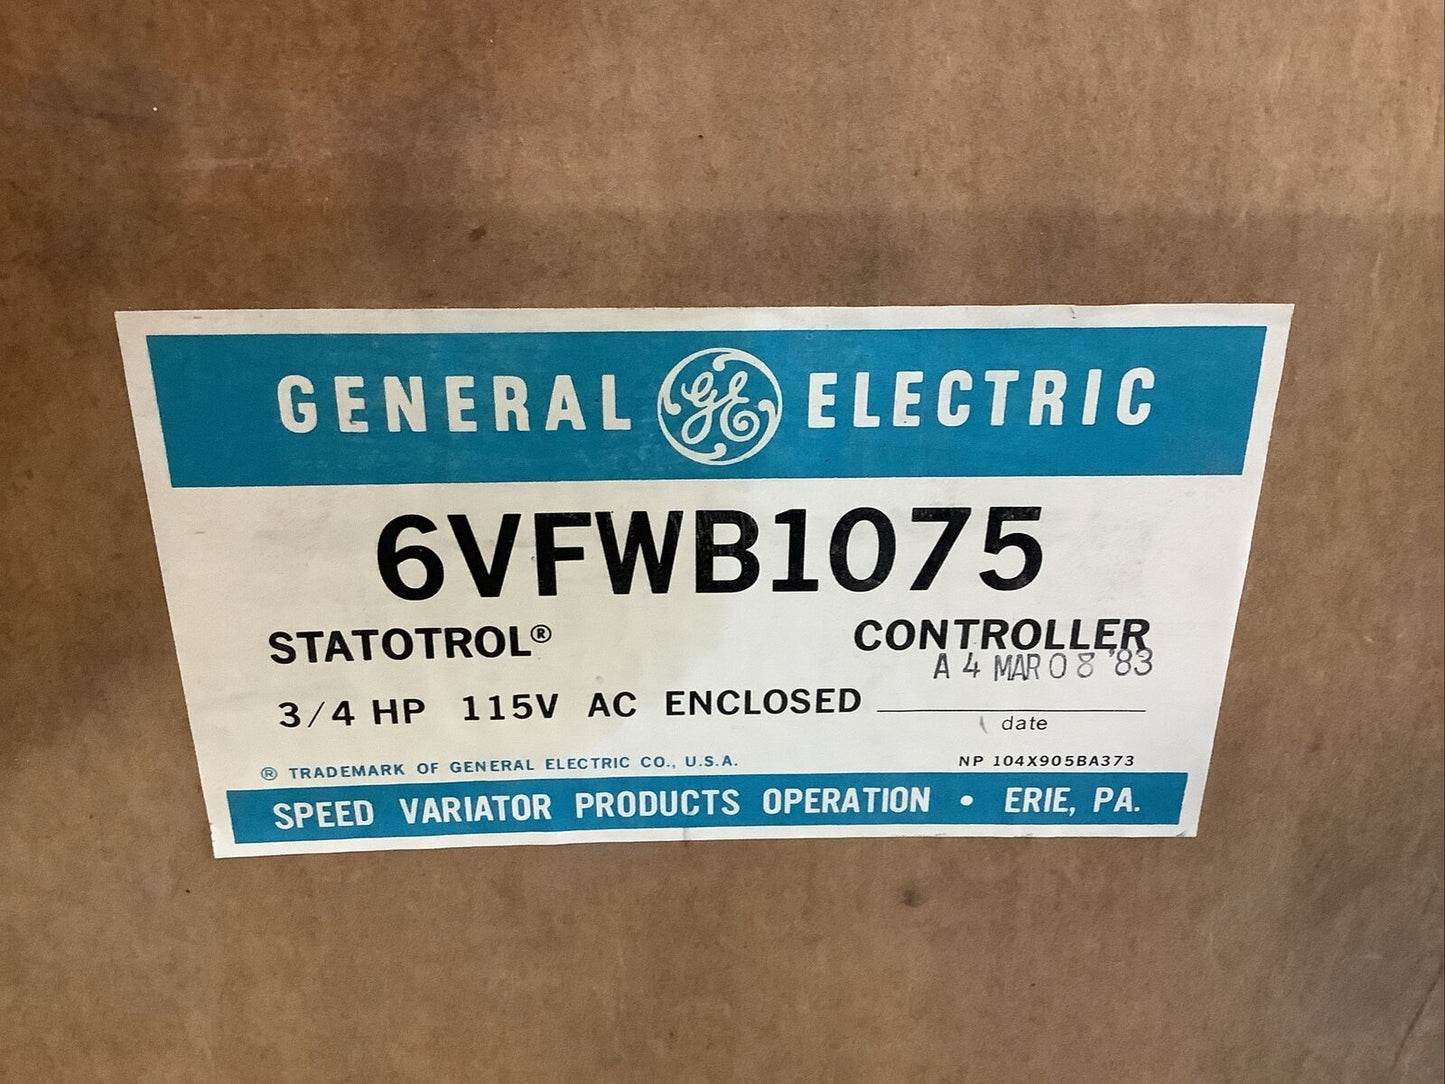 GENERAL GE ELECTRIC
6VFWB1075
STATOTROL® CONTROLLER
A 4 MAR 08 '83
3/4 HP 115V AC ENCLOSED
date
® TRADEMARK OF GENERAL ELECTRIC CO., U.S.A. NP 104X905BA373
SPEED VARIATOR PRODUCTS OPERATION • ERIE, PA.